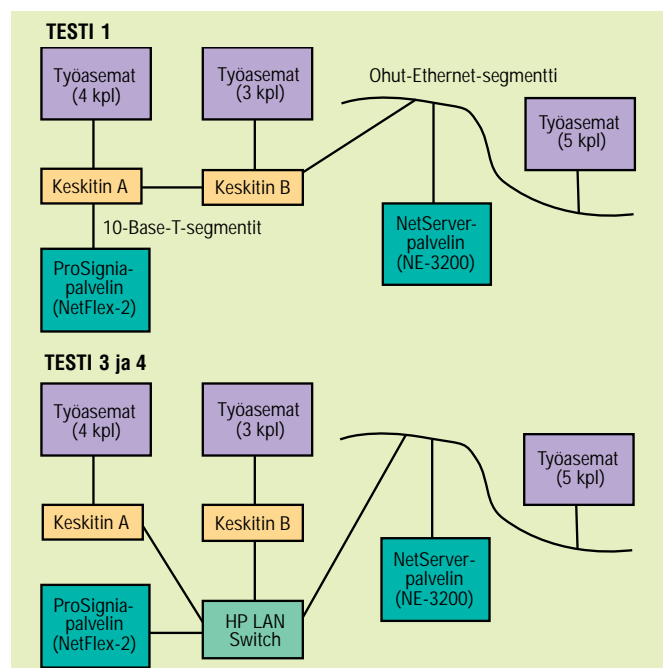 TESTI 1
Työasemat
(4 kpl)
Työasemat
(3 kpl)
Ohut-Ethernet-segmentti
Työasemat
(5 kpl)
Keskitin A
Keskitin B
10-Base-T-segmentit
ProSignia-
palvelin
(NetFlex-2)
NetServer-
palvelin
(NE-3200)
TESTI 3 ja 4
Työasemat
(4 kpl)
Työasemat
(3 kpl)
Työasemat
(5 kpl)
Keskitin A
Keskitin B
NetServer-
palvelin
(NE-3200)
ProSignia-
palvelin
(NetFlex-2)
HP LAN
Switch